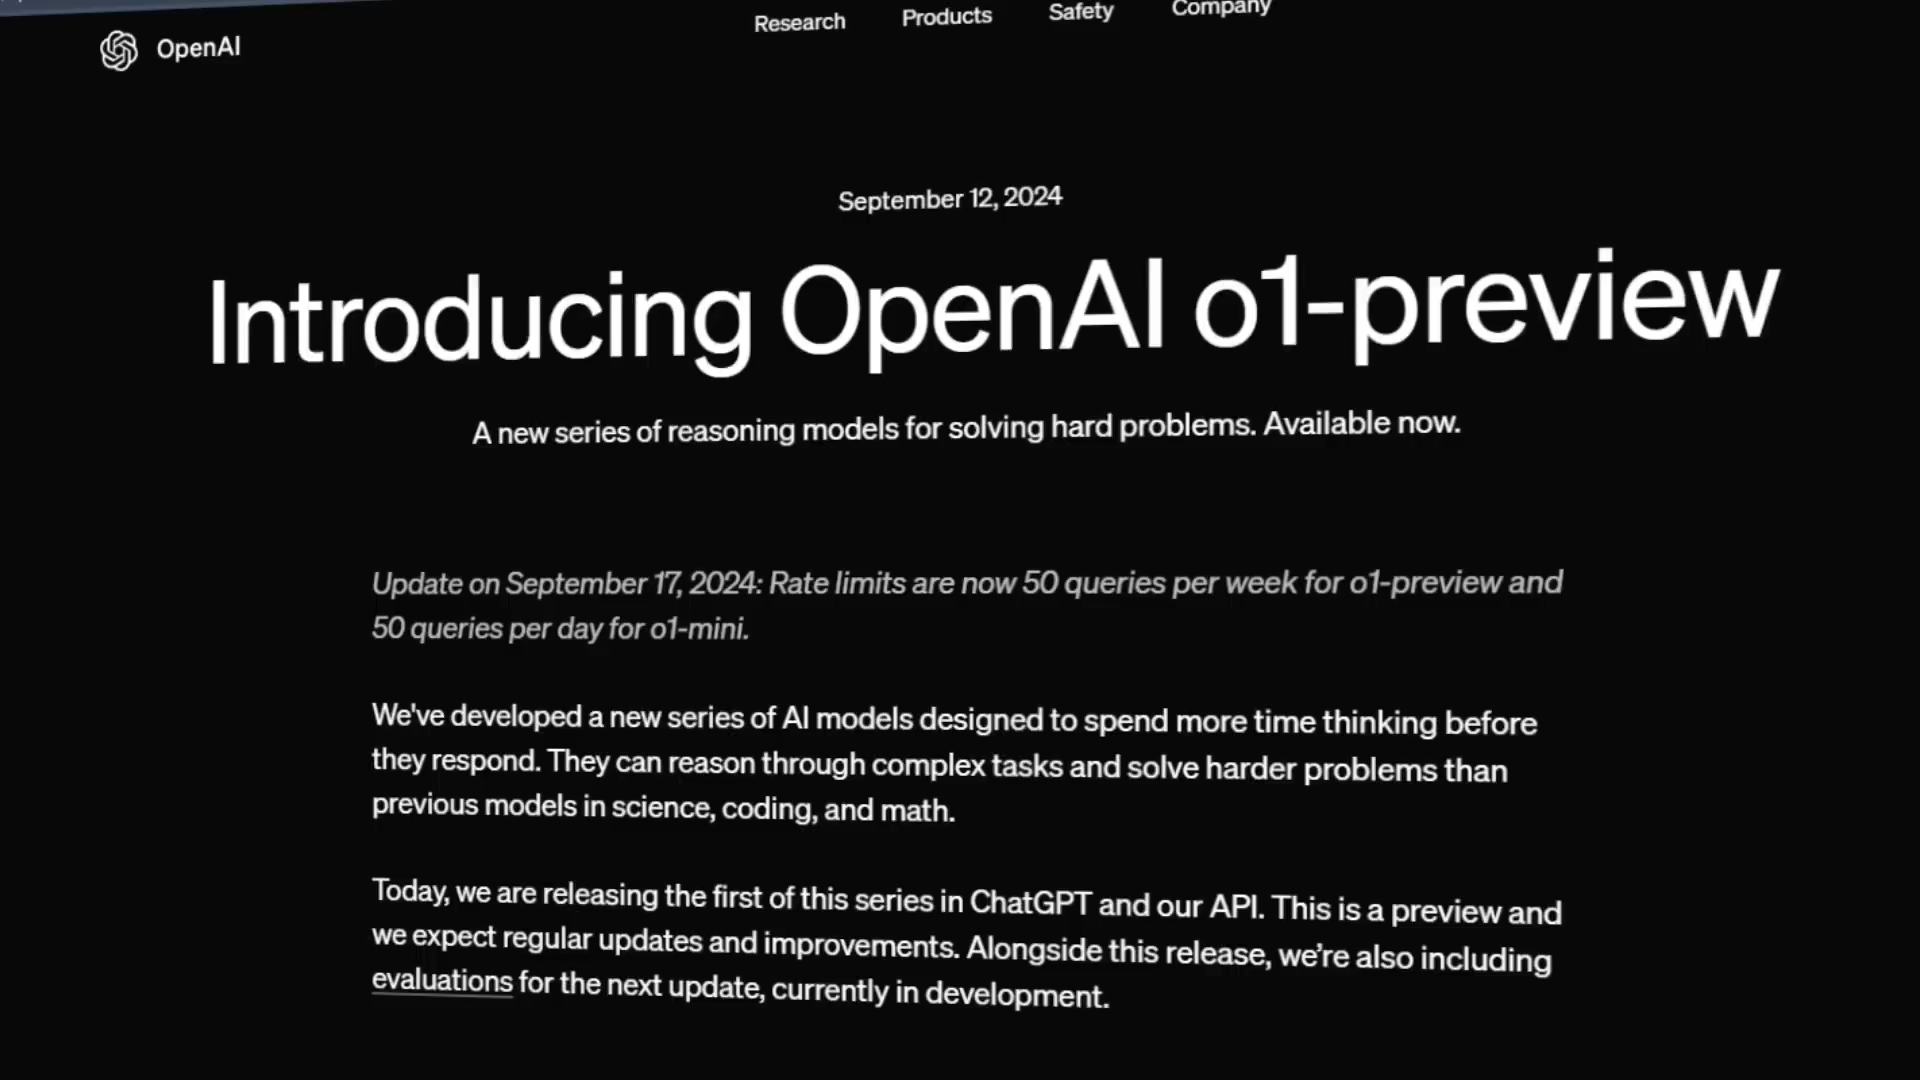 OpenAI
Research Products Safety Company
September 12, 2024
Introducing OpenAI o1-preview
A new series of reasoning models for solving hard problems. Available now.
Update on September 17, 2024: Rate limits are now 50 queries per week for o1-preview and
50 queries per day for o1-mini.
We've developed a new series of AI models designed to spend more time thinking before
they respond. They can reason through complex tasks and solve harder problems than
previous models in science, coding, and math.
Today, we are releasing the first of this series in ChatGPT and our API. This is a preview and
we expect regular updates and improvements. Alongside this release, we’re also including
evaluations for the next update, currently in development.